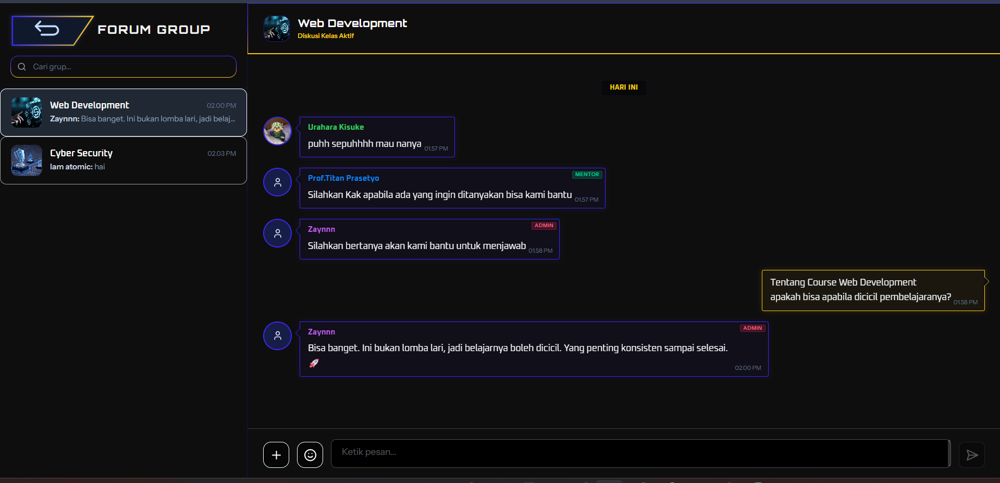 FORUM GROUP
Cari grup...
Web Development
02.00 PM
Zaynnn: Bisa banget. Ini bukan lomba lari, jadi belaj...
Cyber Security
02.03 PM
Iam atomic: hai
Web Development
Diskusi Kelas Aktif
HARI INI
Urahara Kisuke
puhh sepuhhhh mau nanya
01.57 PM
Prof.Titan Prasetyo
MENTOR
Silahkan Kak apabila ada yang ingin ditanyakan bisa kami bantu
01.57 PM
Zaynnn
ADMIN
Silahkan bertanya akan kami bantu untuk menjawab
01.58 PM
Tentang Course Web Development
apakah bisa apabila dicicil pembelajaranya?
01.58 PM
Zaynnn
ADMIN
Bisa banget. Ini bukan lomba lari, jadi belajarnya boleh dicicil. Yang penting konsisten sampai selesai.
🚀
02.00 PM
Ketik pesan...